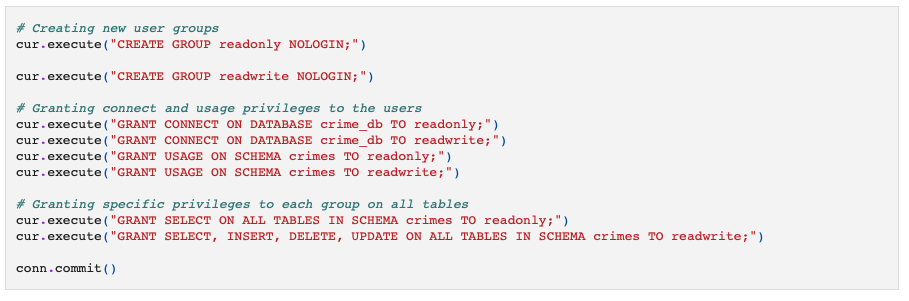 # Creating new user groups
cur.execute("CREATE GROUP readonly NOLOGIN;")
cur.execute("CREATE GROUP readwrite NOLOGIN;")
# Granting connect and usage privileges to the users
cur.execute("GRANT CONNECT ON DATABASE crime_db TO readonly;")
cur.execute("GRANT CONNECT ON DATABASE crime_db TO readwrite;")
cur.execute("GRANT USAGE ON SCHEMA crimes TO readonly;")
cur.execute("GRANT USAGE ON SCHEMA crimes TO readwrite;")
# Granting specific privileges to each group on all tables
cur.execute("GRANT SELECT ON ALL TABLES IN SCHEMA crimes TO readonly;")
cur.execute("GRANT SELECT, INSERT, DELETE, UPDATE ON ALL TABLES IN SCHEMA crimes TO readwrite;")
conn.commit()